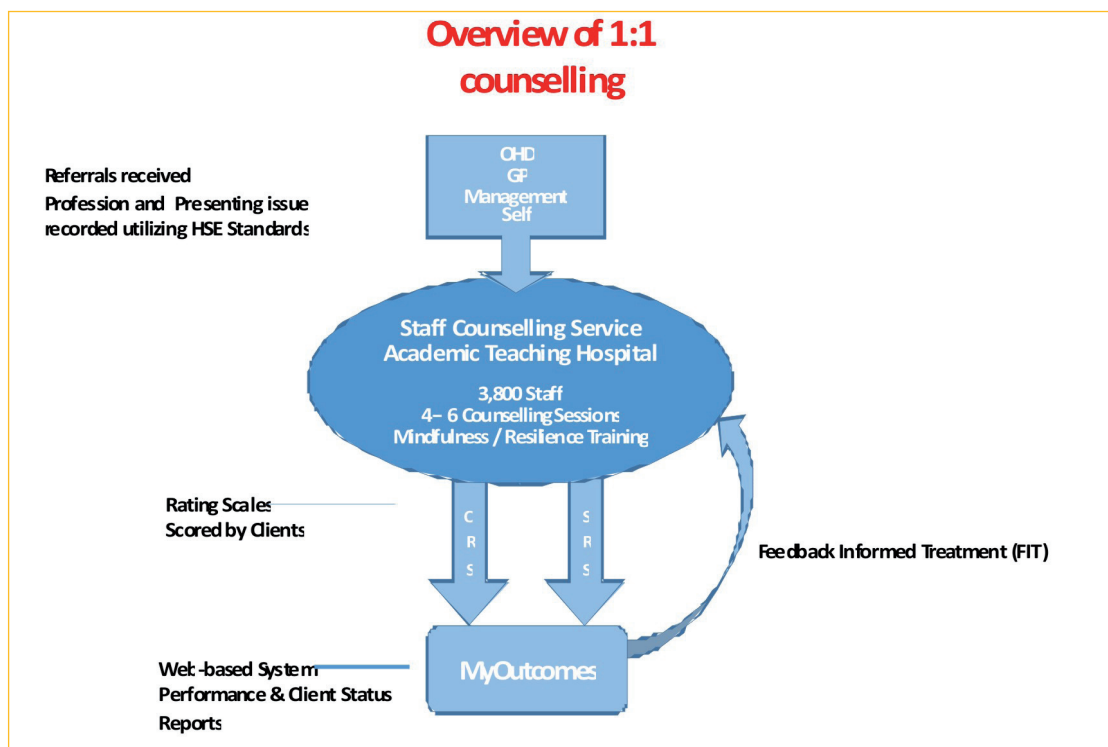 Overview of 1:1
counselling
OHD
GP
Management
Self
Referrals received
Profession and Presenting issue
recorded utilizing HSE Standards
Staff Counselling Service
Academic Teaching Hospital
3,800 Staff
4– 6 Counselling Sessions
Mindfulness / Resilience Training
Rating Scales
Scored by Clients
C
R
S
S
R
S
Feedback Informed Treatment (FIT)
MyOutcomes
Web-based System
Performance & Client Status
Reports